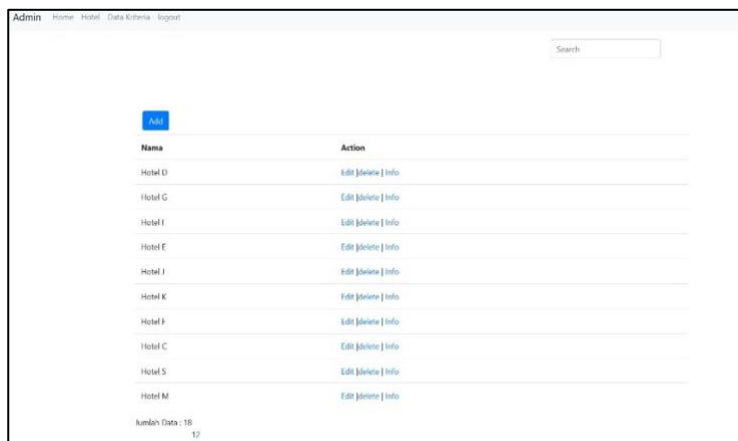 Admin Home Hotel Data Kriteria logout
Search
Add
Nama Action
Hotel D Edit |delete | Info
Hotel G Edit |delete | Info
Hotel I Edit |delete | Info
Hotel E Edit |delete | Info
Hotel J Edit |delete | Info
Hotel K Edit |delete | Info
Hotel F Edit |delete | Info
Hotel C Edit |delete | Info
Hotel S Edit |delete | Info
Hotel M Edit |delete | Info
Jumlah Data : 18
12